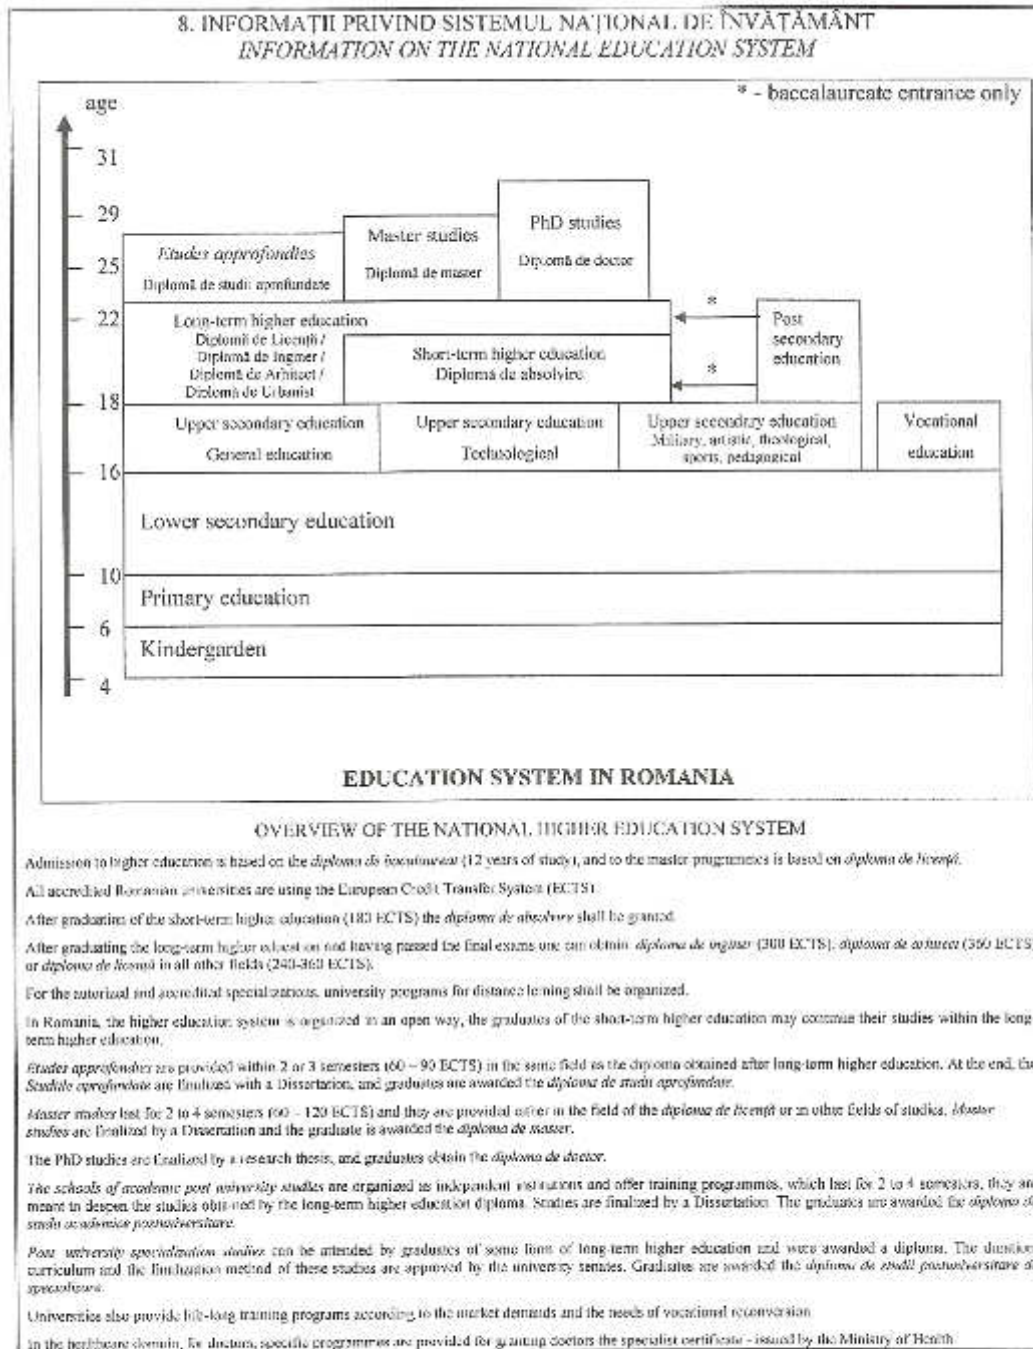 8. INFORMAȚII PRIVIND SISTEMUL NAȚIONAL DE ÎNVĂȚĂMÂNT
INFORMATION ON THE NATIONAL EDUCATION SYSTEM
age
* - baccalaureate entrance only
31
29
25
22
18
16
10
6
4
Etudes approfondies
Diplomă de studii aprofundate
Master studies
Diplomă de master
PhD studies
Diplomă de doctor
Long-term higher education
Diplomă de Licență /
Diplomă de Inginer /
Diplomă de Arhitect /
Diplomă de Urbanist
Short-term higher education
Diplomă de absolvire
*
*
Post
secondary
education
Upper secondary education
General education
Upper secondary education
Technological
Upper secondary education
Military, artistic, theological,
sports, pedagogical
Vocational
education
Lower secondary education
Primary education
Kindergarden
EDUCATION SYSTEM IN ROMANIA
OVERVIEW OF THE NATIONAL HIGHER EDUCATION SYSTEM
Admission to higher education is based on the diploma de bacalaureat (12 years of study), and to the master programmes is based on diploma de licență.
All accredited Romanian universities are using the European Credit Transfer System (ECTS).
After graduation of the short-term higher education (180 ECTS) the diploma de absolvire shall be granted.
After graduating the long-term higher education and having passed the final exams one can obtain: diploma de inginer (300 ECTS), diploma de arhitect (360 ECTS)
or diploma de licență in all other fields (240-360 ECTS).
For the autorized and accredited specializations, university programs for distance lerning shall be organized.
In Romania, the higher education system is organized in an open way, the graduates of the short-term higher education may continue their studies within the long-
term higher education.
Etudes approfondies are provided within 2 or 3 semesters (60 – 90 ECTS) in the same field as the diploma obtained after long-term higher education. At the end, the
Studiile aprofundate are finalized with a Dissertation, and graduates are awarded the diploma de studii aprofundate.
Master studies last for 2 to 4 semesters (60 – 120 ECTS) and they are provided either in the field of the diploma de licență or in other fields of studies. Master
studies are finalized by a Dissertation and the graduate is awarded the diploma de master.
The PhD studies are finalized by a research thesis, and graduates obtain the diploma de doctor.
The schools of academic post university studies are organized as independent institutions and offer training programmes, which last for 2 to 4 semesters, they are
meant to deepen the studies obtained by the long-term higher education diploma. Studies are finalized by a Dissertation. The graduates are awarded the diploma de
studii academice postuniversitare.
Post university specialization studies can be attended by graduates of some form of long-term higher education and were awarded a diploma. The duration,
curriculum and the finalization method of these studies are approved by the university senates. Graduates are awarded the diploma de studii postuniversitare de
specializare.
Universities also provide life-long training programs according to the market demands and the needs of vocational reconversion
In the healthcare domain, for doctors, specific programmes are provided for granting doctors the specialist certificate - issued by the Ministry of Health